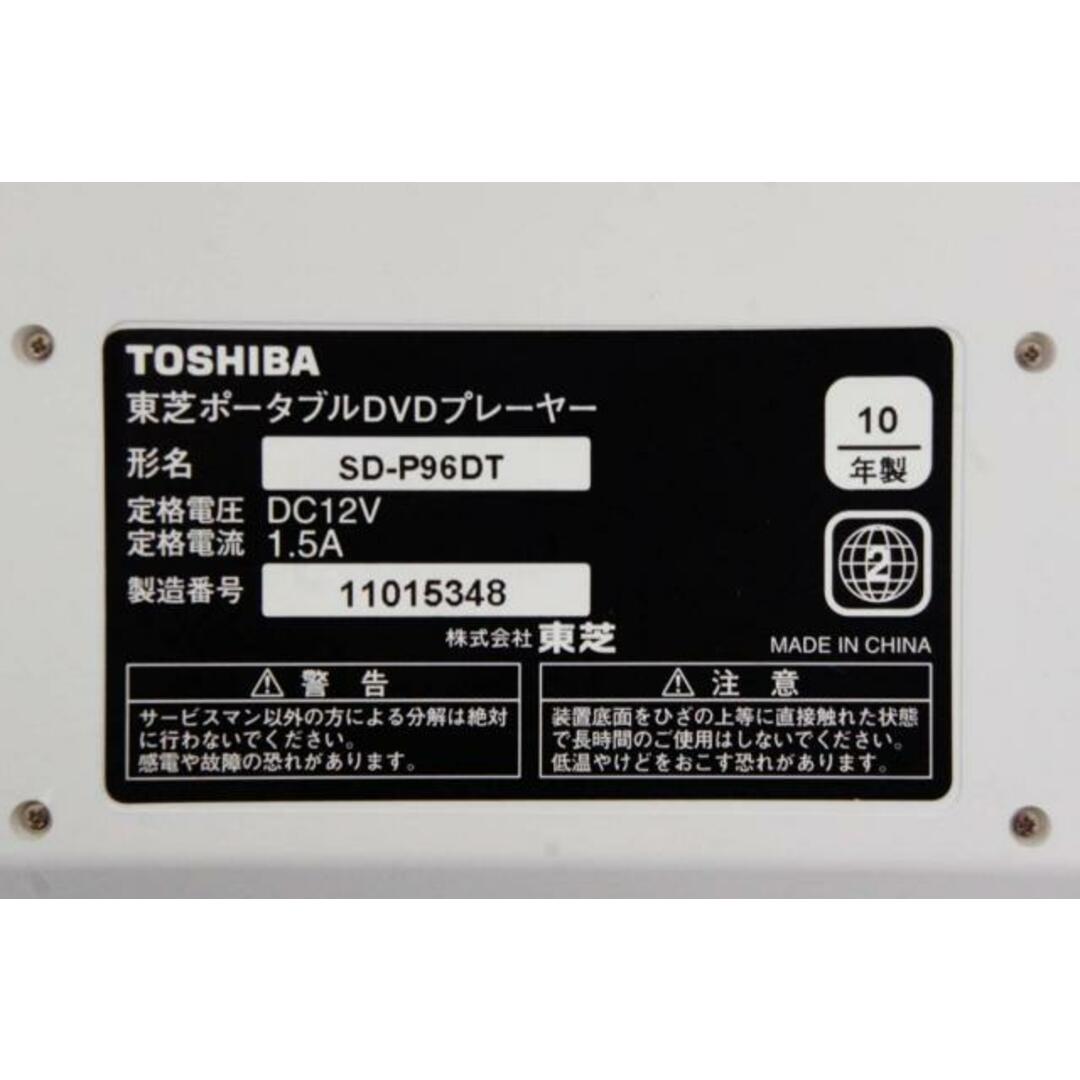 TOSHIBA
東芝ポータブルDVDプレーヤー
形名 SD-P96DT
定格電圧 DC12V
定格電流 1.5A
製造番号 11015348
10
年製
2
株式会社 東芝
MADE IN CHINA
警 告
サービスマン以外の方による分解は絶対
に行わないでください。
感電や故障の恐れがあります。
注 意
装置底面をひざの上等に直接触れた状態
で長時間のご使用はしないでください。
低温やけどをおこす恐れがあります。